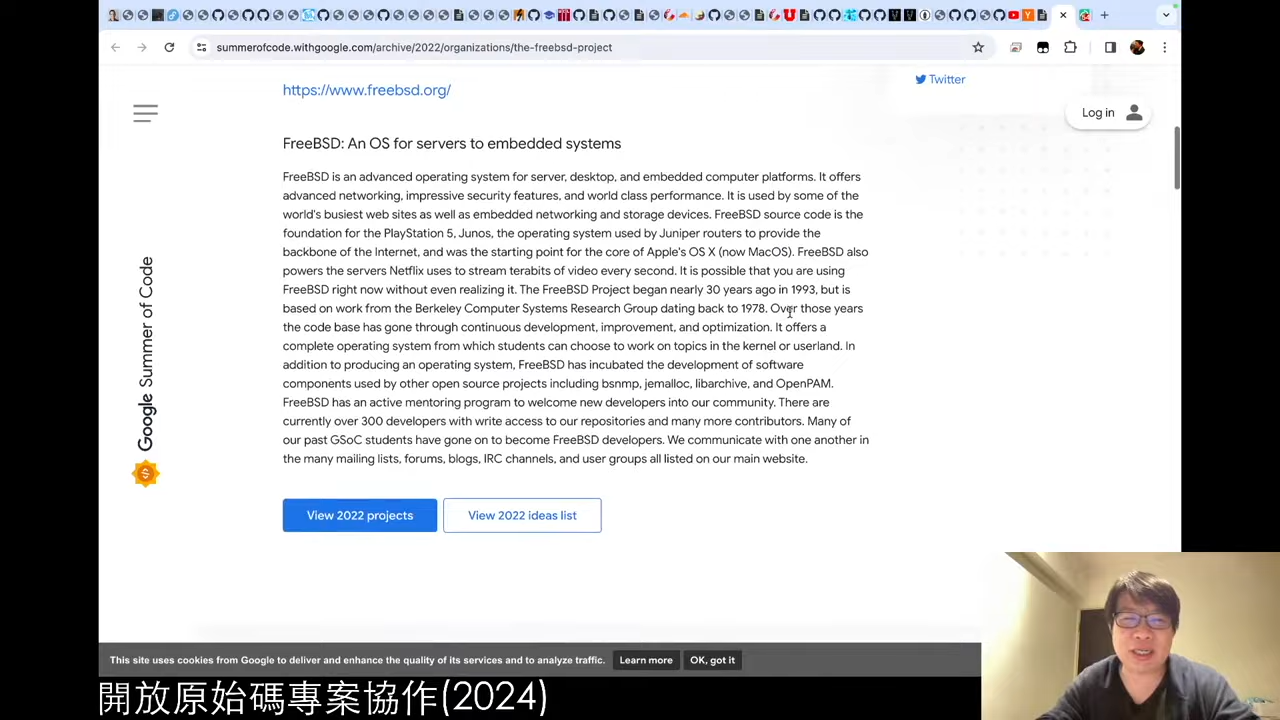 summerofcode.withgoogle.com/archive/2022/organizations/the-freebsd-project
https://www.freebsd.org/
Twitter
Log in
FreeBSD: An OS for servers to embedded systems
FreeBSD is an advanced operating system for server, desktop, and embedded computer platforms. It offers
advanced networking, impressive security features, and world class performance. It is used by some of the
world's busiest web sites as well as embedded networking and storage devices. FreeBSD source code is the
foundation for the PlayStation 5, Junos, the operating system used by Juniper routers to provide the
backbone of the Internet, and was the starting point for the core of Apple's OS X (now MacOS). FreeBSD also
powers the servers Netflix uses to stream terabits of video every second. It is possible that you are using
FreeBSD right now without even realizing it. The FreeBSD Project began nearly 30 years ago in 1993, but is
based on work from the Berkeley Computer Systems Research Group dating back to 1978. Over those years
the code base has gone through continuous development, improvement, and optimization. It offers a
complete operating system from which students can choose to work on topics in the kernel or userland. In
addition to producing an operating system, FreeBSD has incubated the development of software
components used by other open source projects including bsnmp, jemalloc, libarchive, and OpenPAM.
FreeBSD has an active mentoring program to welcome new developers into our community. There are
currently over 300 developers with write access to our repositories and many more contributors. Many of
our past GSoC students have gone on to become FreeBSD developers. We communicate with one another in
the many mailing lists, forums, blogs, IRC channels, and user groups all listed on our main website.
Google Summer of Code
View 2022 projects
View 2022 ideas list
This site uses cookies from Google to deliver and enhance the quality of its services and to analyze traffic.
Learn more
OK, got it
開放原始碼專案協作(2024)